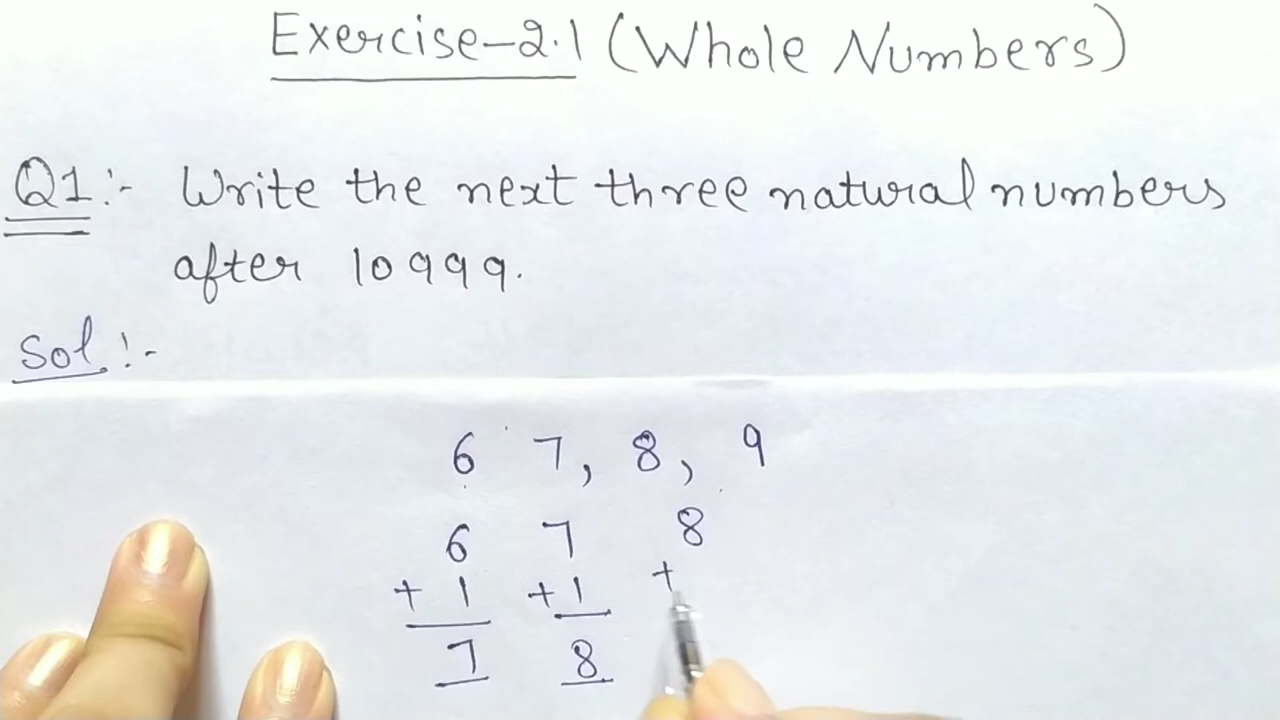 Exercise-2.1 (Whole Numbers)
Q1:- Write the next three natural numbers
after 10999.
Sol:-
6 7, 8, 9
6 7 8
+ 1 + 1 +
7 8